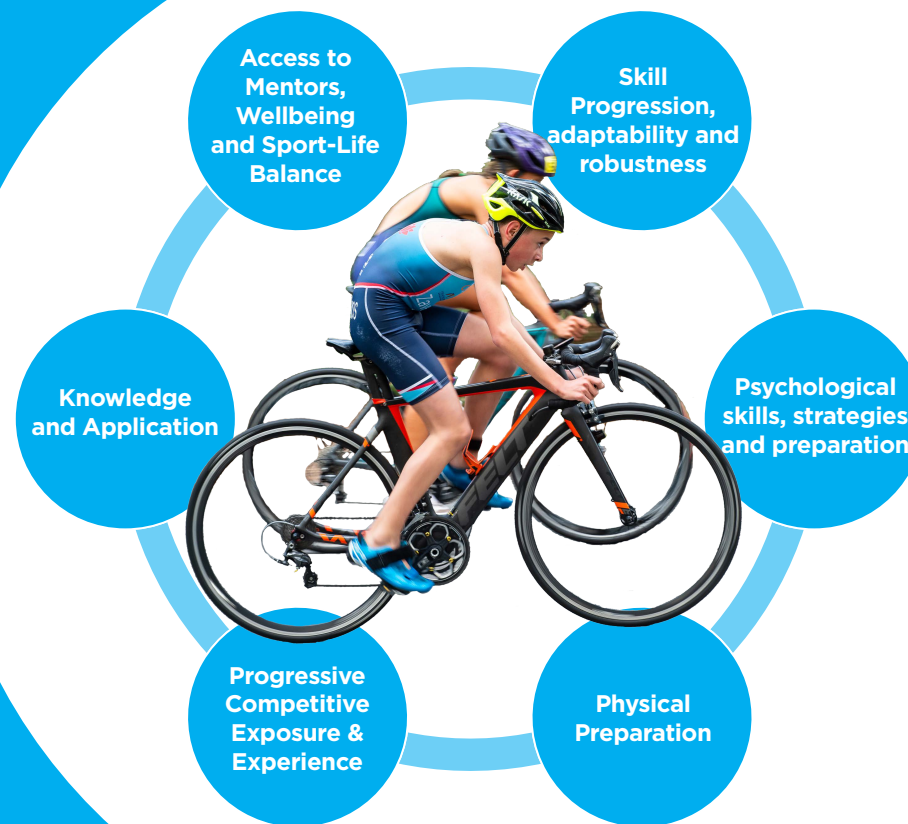 Access to
Mentors,
Wellbeing
and Sport-Life
Balance
Skill
Progression,
adaptability and
robustness
Knowledge
and Application
Psychological
skills, strategies
and preparation
FELT
Progressive
Competitive
Exposure &
Experience
Physical
Preparation